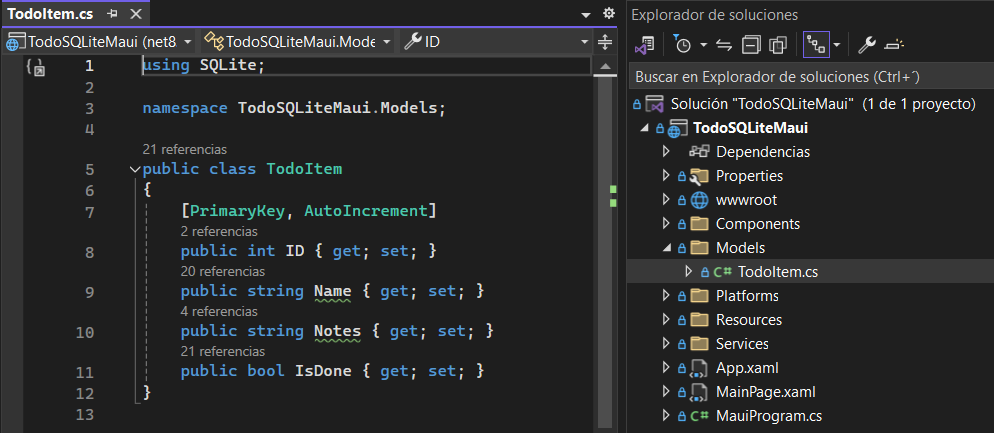 TodoItem.cs
TodoSQLiteMaui (net8 TodoSQLiteMaui.Mode ID
1 using SQLite;
2
3 namespace TodoSQLiteMaui.Models;
4
21 referencias
5 public class TodoItem
6 {
7 [PrimaryKey, AutoIncrement]
2 referencias
8 public int ID { get; set; }
20 referencias
9 public string Name { get; set; }
4 referencias
10 public string Notes { get; set; }
21 referencias
11 public bool IsDone { get; set; }
12 }
13
Explorador de soluciones
Buscar en Explorador de soluciones (Ctrl+´)
Solución "TodoSQLiteMaui" (1 de 1 proyecto)
TodoSQLiteMaui
Dependencias
Properties
wwwroot
Components
Models
C# TodoItem.cs
Platforms
Resources
Services
App.xaml
MainPage.xaml
C# MauiProgram.cs